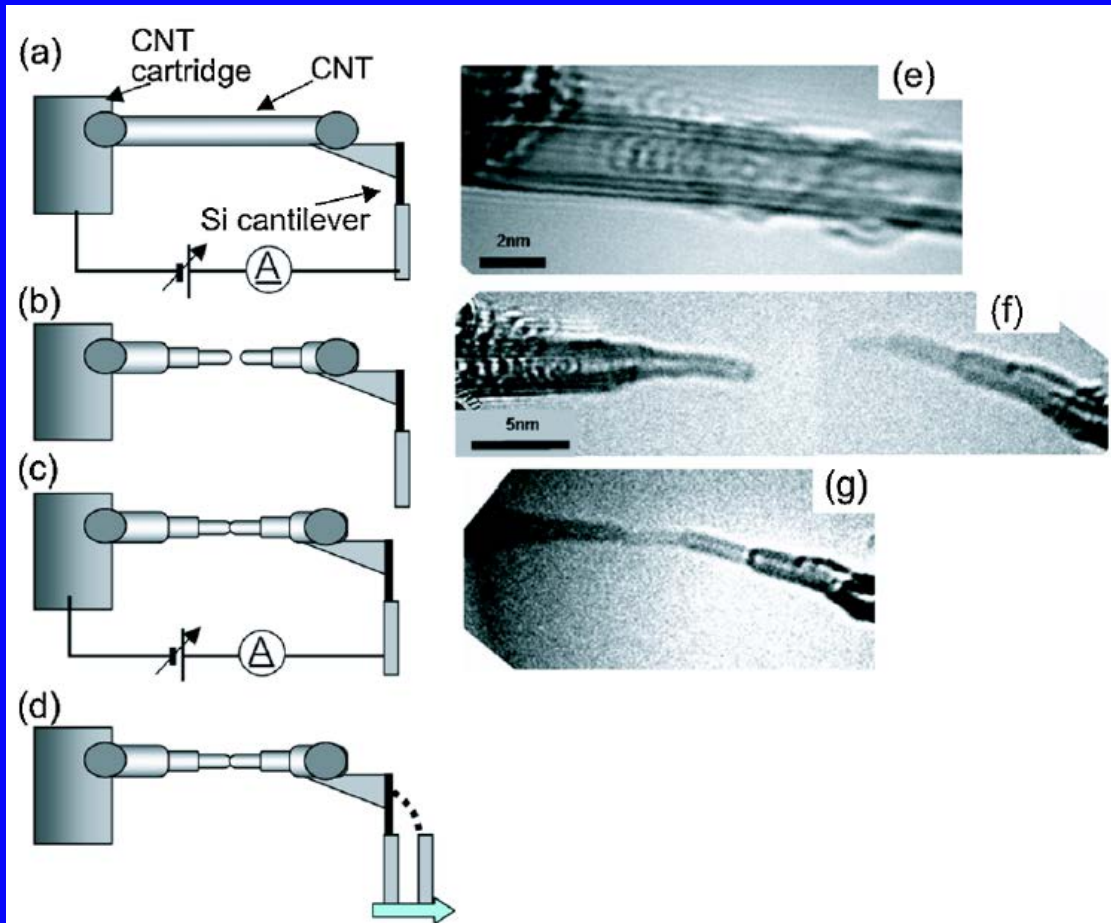 (a)
CNT
cartridge
CNT
Si cantilever
A
(b)
(c)
A
(d)
(e)
2nm
(f)
5nm
(g)